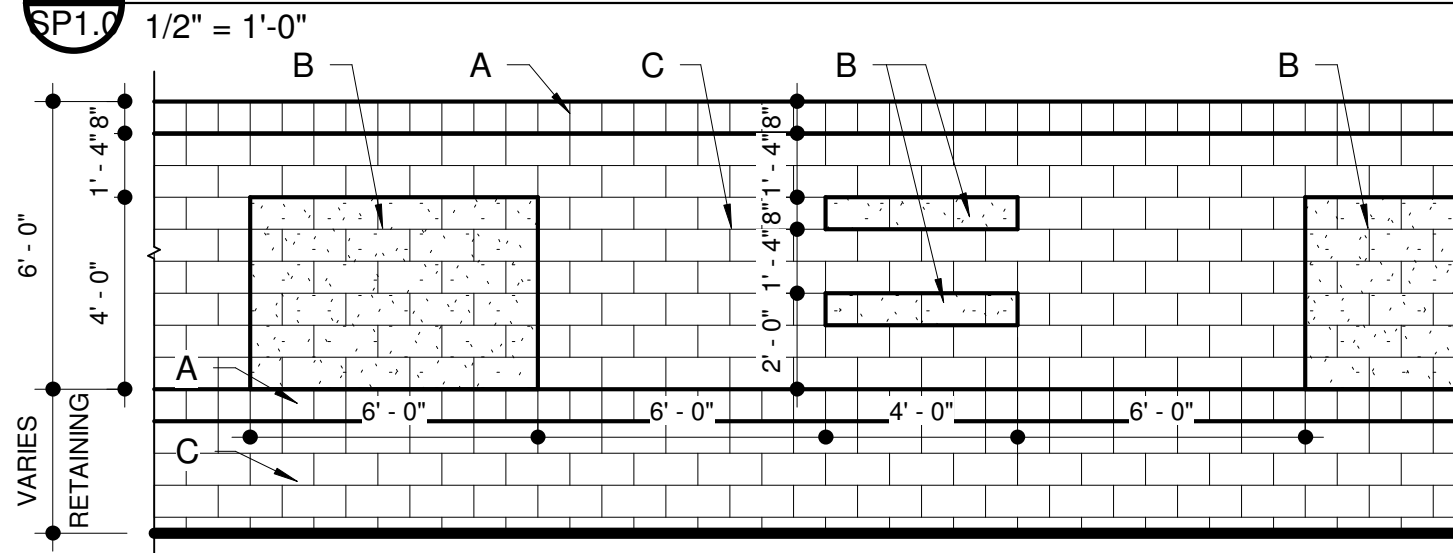 SP1.0 1/2" = 1'-0"
B A C B B
8" 8"
1' - 4" 1' - 4"
8"
6' - 0" 1' - 4"
4' - 0" 2' - 0"
A
6' - 0" 6' - 0" 4' - 0" 6' - 0"
C
VARIES
RETAINING